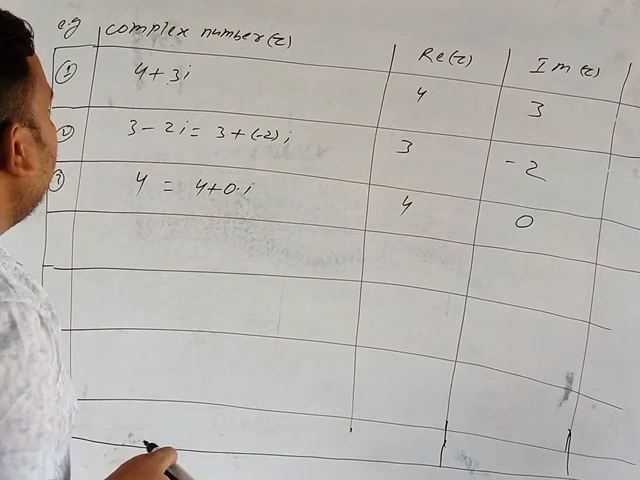 e.g complex number (z) Re(z) Im(z)
① 4+3i 4 3
② 3-2i = 3+(-2)i 3 -2
③ 4 = 4+0·i 4 0